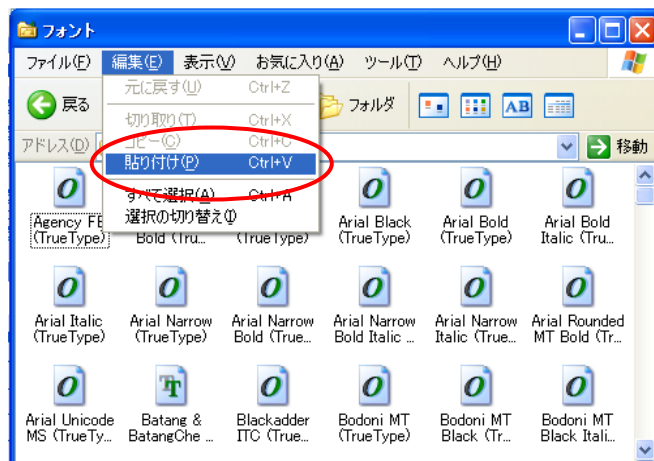 フォント
ファイル(F) 編集(E) 表示(V) お気に入り(A) ツール(T) ヘルプ(H)
元に戻す(U) Ctrl+Z
戻る フォルダ
切り取り(T) Ctrl+X
アドレス(D) コピー(C) Ctrl+C 移動
貼り付け(P) Ctrl+V
すべて選択(A) Ctrl+A
選択の切り替え(I)
Agency FB (TrueType)
Bold (Tru...
(TrueType)
Arial Black (TrueType)
Arial Bold (TrueType)
Arial Bold Italic (Tru...
Arial Italic (TrueType)
Arial Narrow (TrueType)
Arial Narrow Bold (True...
Arial Narrow Bold Italic ...
Arial Narrow Italic (True...
Arial Rounded MT Bold (Tr...
Arial Unicode MS (TrueTy...
Batang & BatangChe ...
Blackadder ITC (True...
Bodoni MT (TrueType)
Bodoni MT Black (Tr...
Bodoni MT Black Itali...